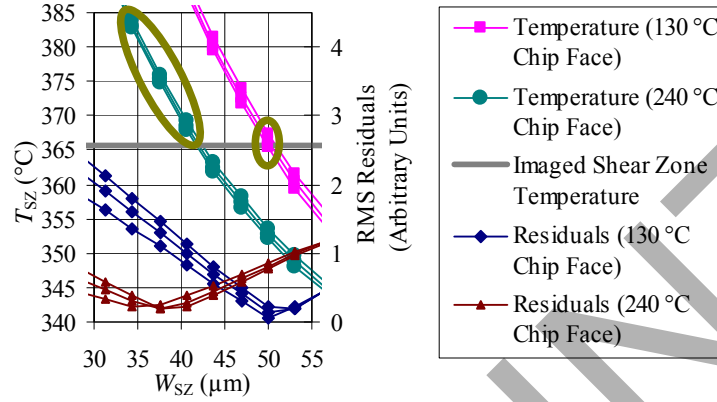 385
380
375
370
365
360
355
350
345
340
T_SZ (°C)
30 35 40 45 50 55
W_SZ (µm)
4
3
2
1
0
RMS Residuals
(Arbitrary Units)
Temperature (130 °C
Chip Face)
Temperature (240 °C
Chip Face)
Imaged Shear Zone
Temperature
Residuals (130 °C
Chip Face)
Residuals (240 °C
Chip Face)